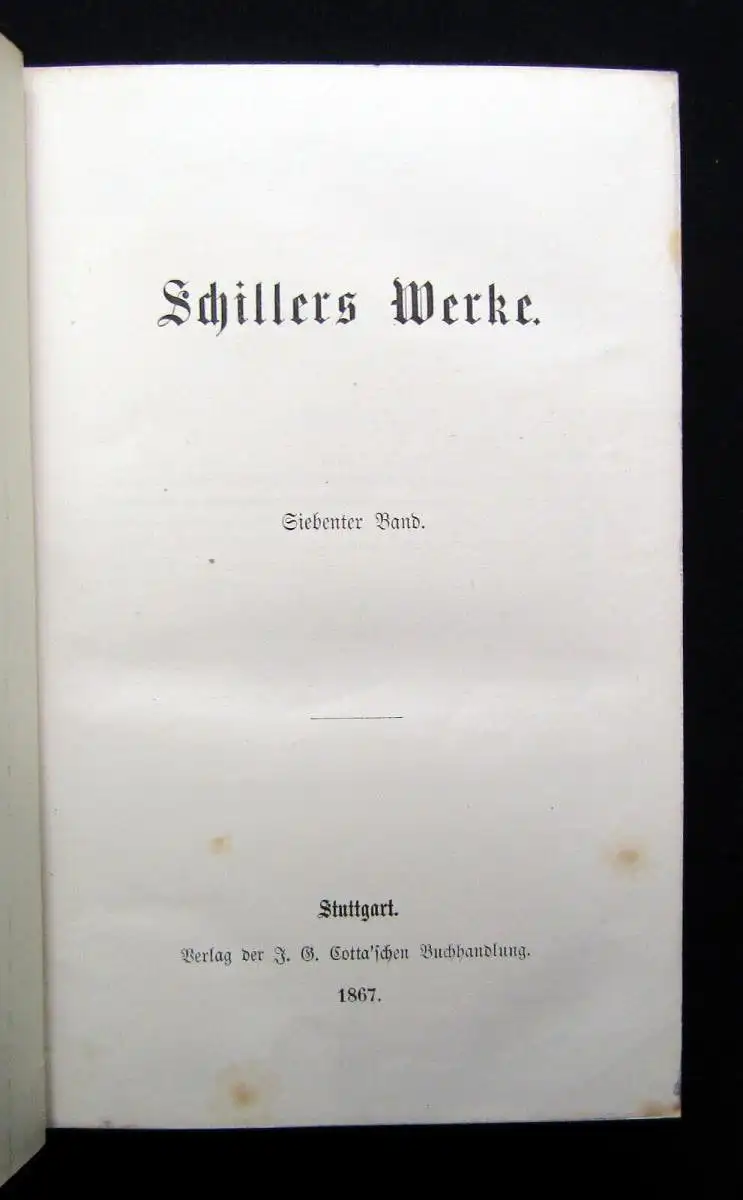 Schillers Werke.
Siebenter Band.
Stuttgart.
Verlag der J. G. Cotta'schen Buchhandlung.
1867.